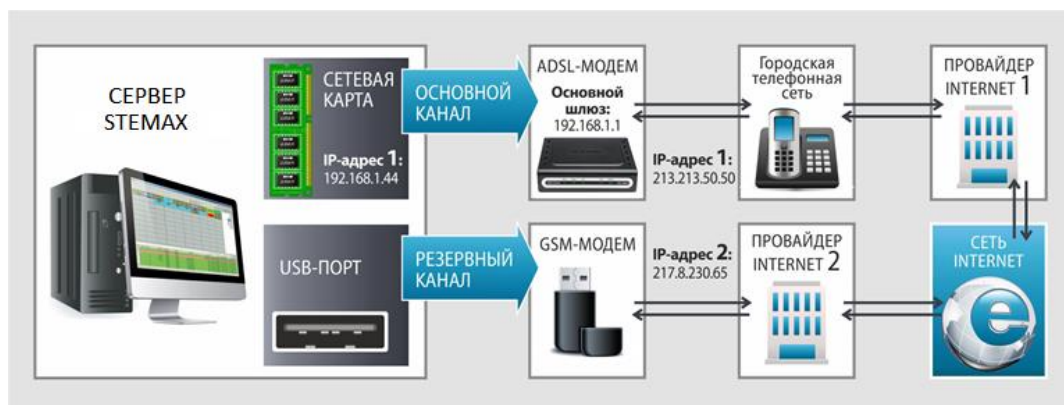 СЕРВЕР
STEMAX
СЕТЕВАЯ
КАРТА
IP-адрес 1:
192.168.1.44
ОСНОВНОЙ
КАНАЛ
ADSL-МОДЕМ
Основной
шлюз:
192.168.1.1
IP-адрес 1:
213.213.50.50
Городская
телефонная
сеть
ПРОВАЙДЕР
INTERNET 1
USB-ПОРТ
РЕЗЕРВНЫЙ
КАНАЛ
GSM-МОДЕМ
IP-адрес 2:
217.8.230.65
ПРОВАЙДЕР
INTERNET 2
СЕТЬ
INTERNET